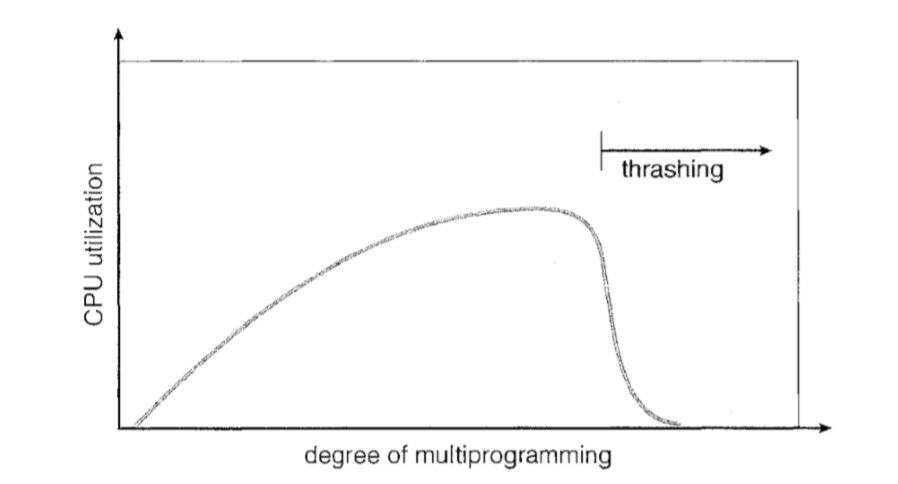 thrashing
CPU utilization
degree of multiprogramming